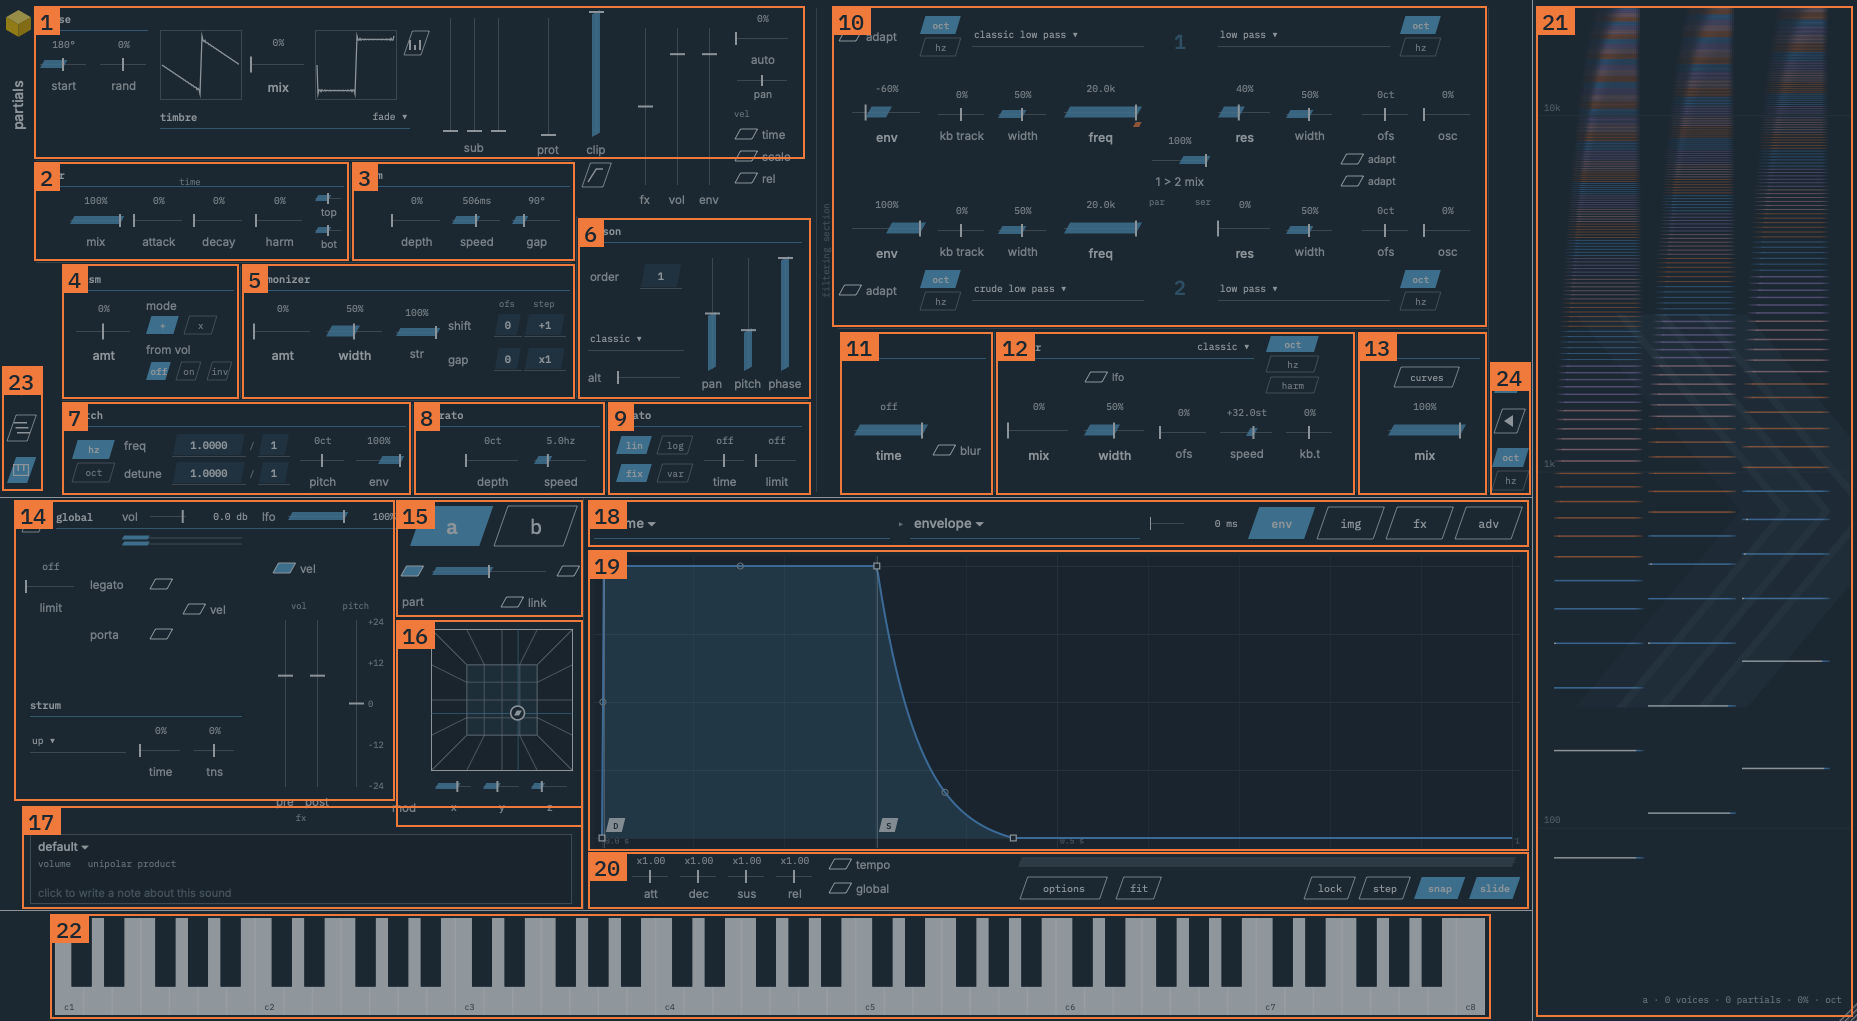 partials
1
180°
0%
start
rand
timbre
fade ▾
0%
mix
sub
prot
clip
fx
vol
env
0%
auto
pan
vel
time
scale
rel
2
time
100%
0%
0%
0%
mix
attack
decay
harm
top
bot
3
0%
506ms
90°
depth
speed
gap
4
0%
amt
mode
+
x
from vol
off
on
inv
5
0%
50%
100%
amt
width
str
ofs
step
shift
0
+1
gap
0
x1
6
order
1
classic ▾
alt
pan
pitch
phase
7
hz
oct
freq
1.0000 / 1
detune
1.0000 / 1
0ct
100%
pitch
env
8
0ct
5.0hz
depth
speed
9
lin
log
fix
var
off
off
time
limit
filtering section
10
adapt
oct
hz
classic low pass ▾
1
low pass ▾
oct
hz
-60%
0%
50%
20.0k
40%
50%
0ct
0%
env
kb track
width
freq
res
width
ofs
osc
100%
1 > 2 mix
par
ser
adapt
adapt
100%
0%
50%
20.0k
0%
50%
0ct
0%
env
kb track
width
freq
res
width
ofs
osc
adapt
oct
hz
crude low pass ▾
2
low pass ▾
oct
hz
11
off
time
blur
12
classic ▾
oct
hz
harm
lfo
0%
50%
0%
+32.0st
0%
mix
width
ofs
speed
kb.t
13
curves
100%
mix
23
24
oct
hz
14
global
vol
0.0 db
lfo
100%
off
limit
legato
vel
porta
vel
vol
pitch
+24
+12
0
-12
-24
pre
post
fx
strum
up ▾
0%
0%
time
tns
15
a
b
part
link
16
mod
x
y
z
17
default ▾
volume unipolar product
click to write a note about this sound
18
▸ envelope ▾
0 ms
env
img
fx
adv
19
D
S
0.0 s
0.5 s
1
20
x1.00
x1.00
x1.00
x1.00
att
dec
sus
rel
tempo
global
options
fit
lock
step
snap
slide
21
10k
1k
100
a · 0 voices · 0 partials · 0% · oct
22
c1
c2
c3
c4
c5
c6
c7
c8